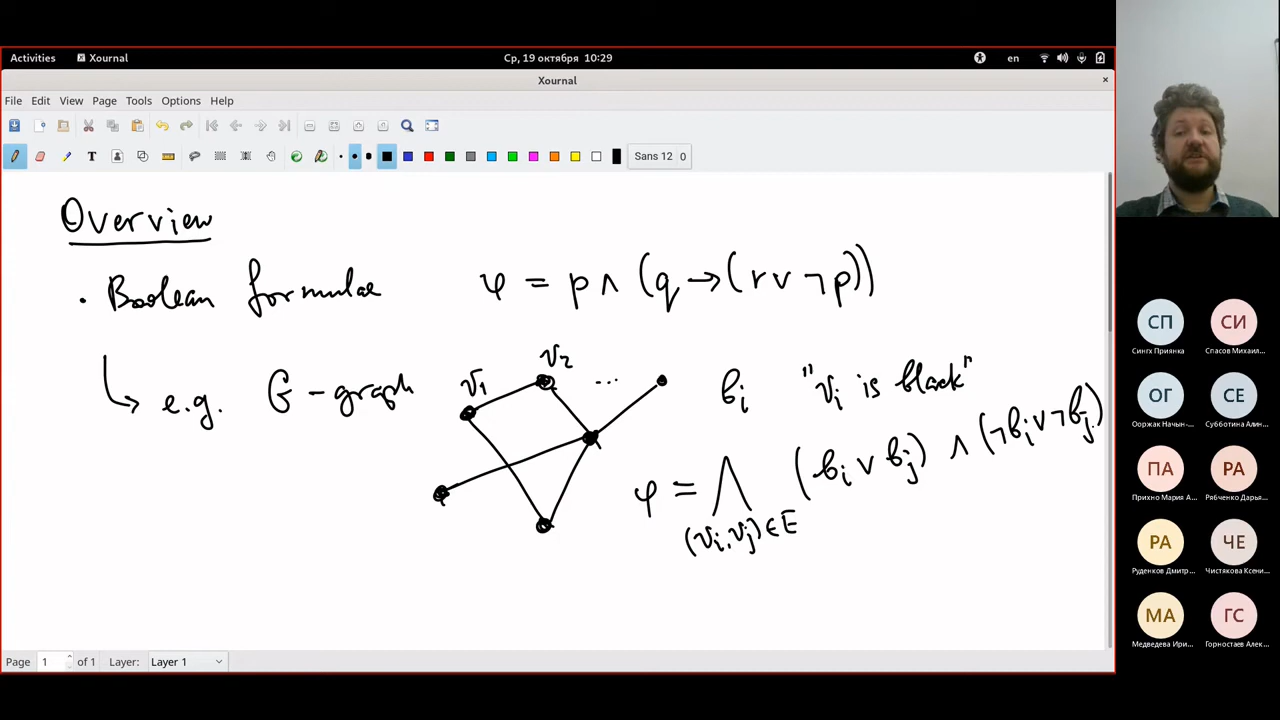 Activities Xournal Ср, 19 октября 10:29 en
Xournal ×
File Edit View Page Tools Options Help
T Sans 12 0
Overview
· Boolean formulae φ = p ∧ (q → (r ∨ ¬p))
↳ e.g. G - graph v₁ v₂ ... bᵢ "vᵢ is black"
φ = ⋀ (bᵢ ∨ bⱼ) ∧ (¬bᵢ ∨ ¬bⱼ)
(vᵢ, vⱼ) ∈ E
Page 1 of 1 Layer: Layer 1
СП СИ
Сингх Приянка Спасов Михаил...
ОГ СЕ
Ооржак Начын-... Субботина Алин...
ПА РА
Прихно Мария А... Рябченко Дарья...
РА ЧЕ
Руденков Дмитр... Чистякова Ксени...
МА ГС
Медведева Ири... Горностаев Алек...